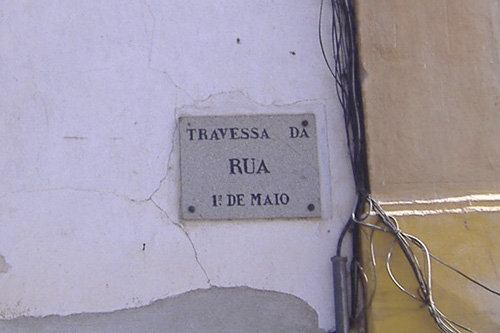 TRAVESSA DA
RUA
1º DE MAIO